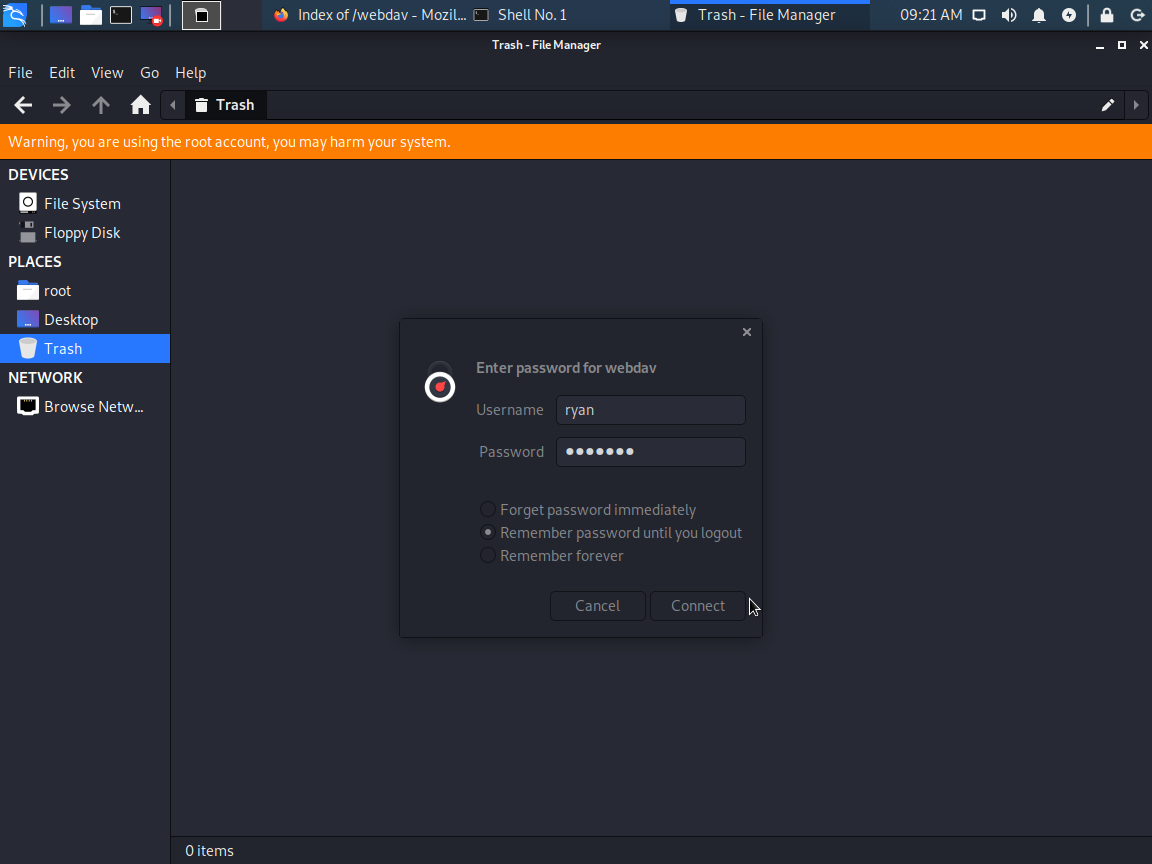 Index of /webdav - Mozil...
Shell No. 1
Trash - File Manager
09:21 AM
Trash - File Manager
File Edit View Go Help
Trash
Warning, you are using the root account, you may harm your system.
DEVICES
File System
Floppy Disk
PLACES
root
Desktop
Trash
NETWORK
Browse Netw...
Enter password for webdav
Username ryan
Password •••••••
Forget password immediately
Remember password until you logout
Remember forever
Cancel Connect
0 items